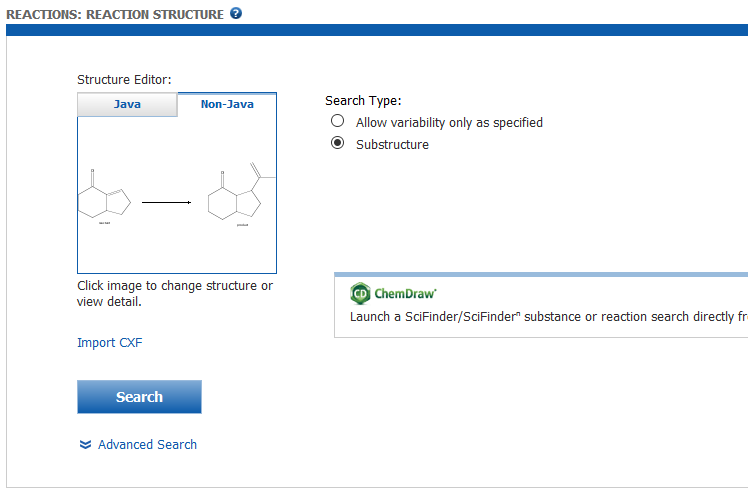 REACTIONS: REACTION STRUCTURE ?
Structure Editor:
Java Non-Java
Search Type:
Allow variability only as specified
Substructure
O O
reactant product
Click image to change structure or
view detail.
ChemDraw
Launch a SciFinder/SciFinderⁿ substance or reaction search directly fr
Import CXF
Search
Advanced Search